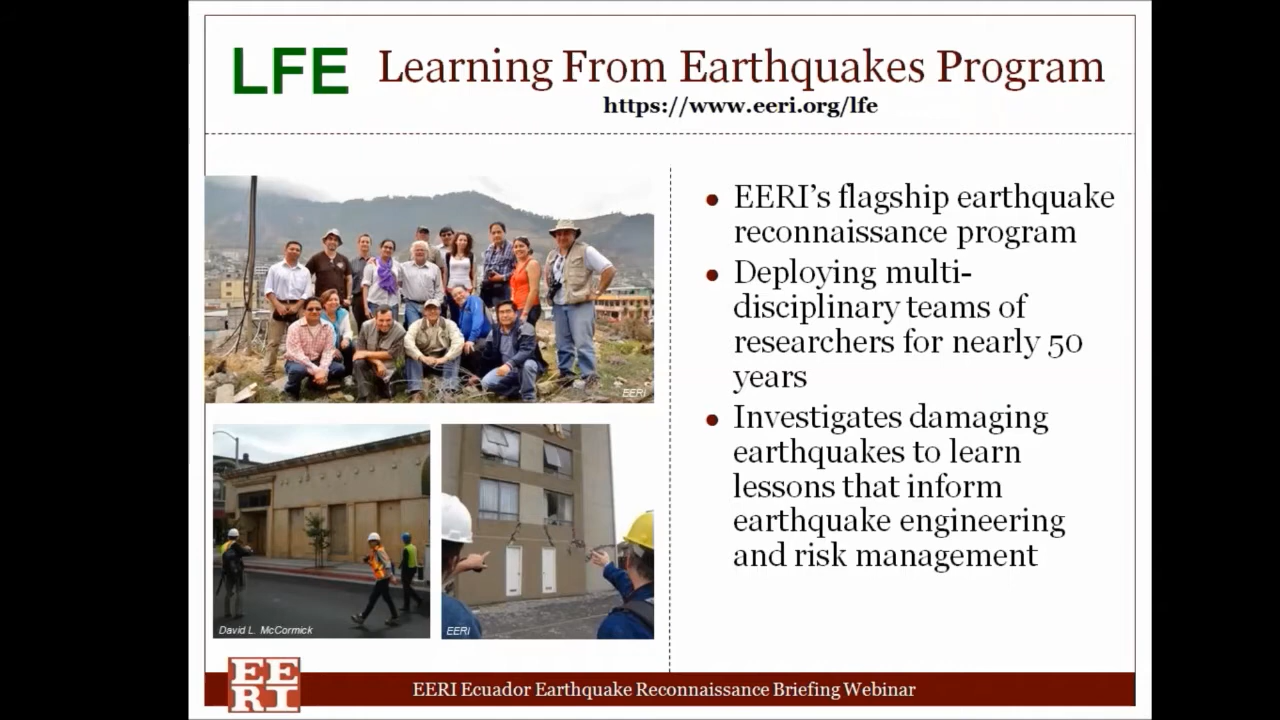 LFE Learning From Earthquakes Program
https://www.eeri.org/lfe
• EERI’s flagship earthquake
reconnaissance program
• Deploying multi-
disciplinary teams of
researchers for nearly 50
years
• Investigates damaging
earthquakes to learn
lessons that inform
earthquake engineering
and risk management
EERI
David L. McCormick
EERI
EE
RI
EERI Ecuador Earthquake Reconnaissance Briefing Webinar